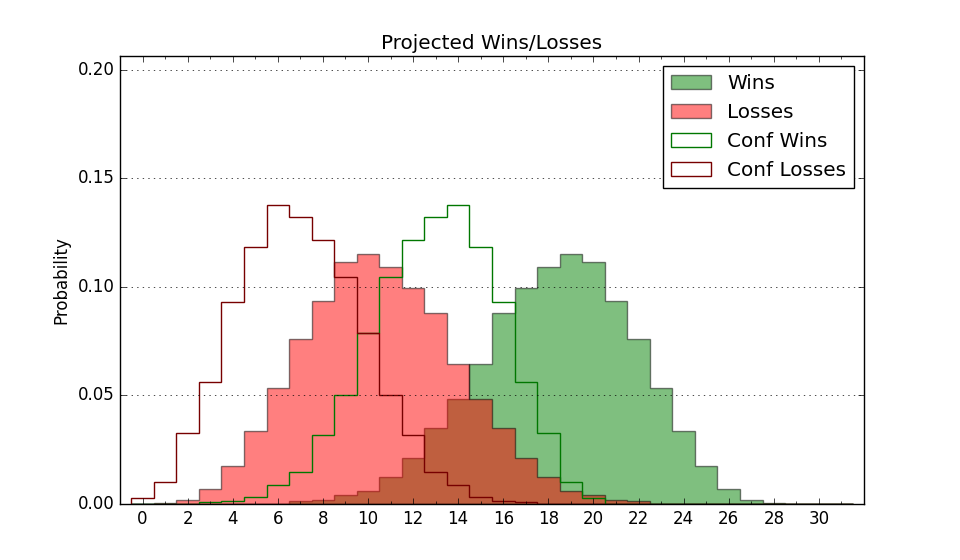 Projected Wins/Losses
Wins
Losses
Conf Wins
Conf Losses
Probability
0.20
0.15
0.10
0.05
0.00
0 2 4 6 8 10 12 14 16 18 20 22 24 26 28 30